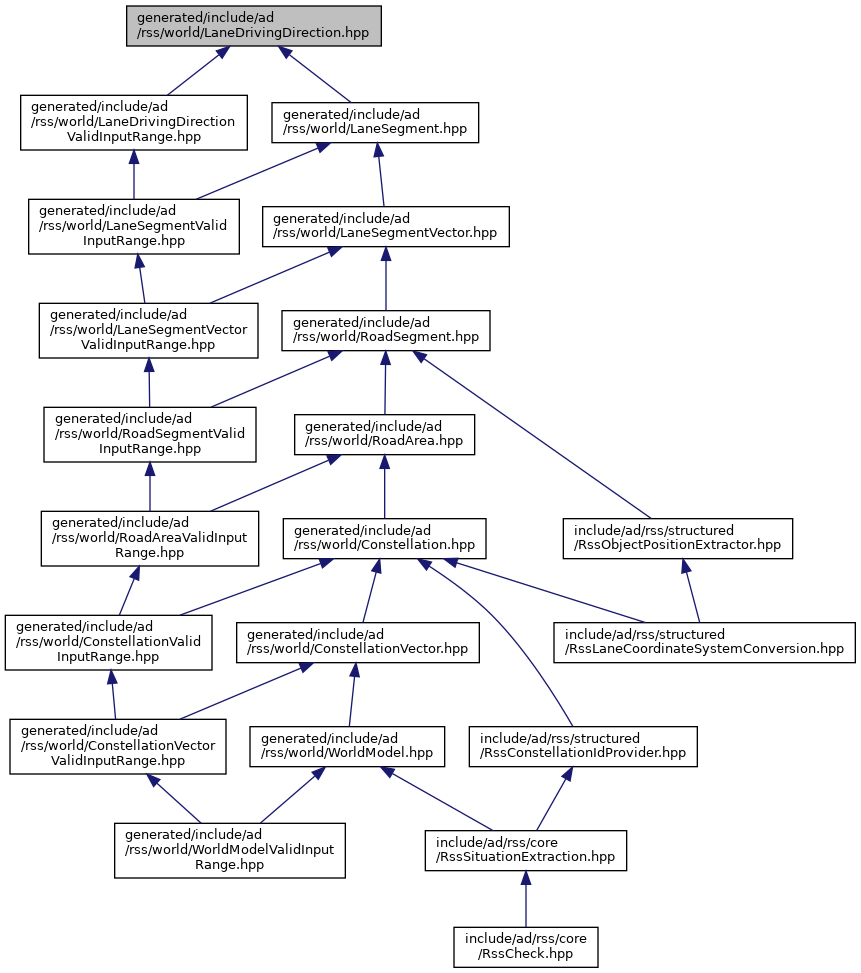 generated/include/ad
/rss/world/LaneDrivingDirection.hpp
generated/include/ad
/rss/world/LaneDrivingDirection
ValidInputRange.hpp
generated/include/ad
/rss/world/LaneSegment.hpp
generated/include/ad
/rss/world/LaneSegmentValid
InputRange.hpp
generated/include/ad
/rss/world/LaneSegmentVector.hpp
generated/include/ad
/rss/world/LaneSegmentVector
ValidInputRange.hpp
generated/include/ad
/rss/world/RoadSegment.hpp
generated/include/ad
/rss/world/RoadSegmentValid
InputRange.hpp
generated/include/ad
/rss/world/RoadArea.hpp
generated/include/ad
/rss/world/RoadAreaValidInput
Range.hpp
generated/include/ad
/rss/world/Constellation.hpp
include/ad/rss/structured
/RssObjectPositionExtractor.hpp
generated/include/ad
/rss/world/ConstellationValid
InputRange.hpp
generated/include/ad
/rss/world/ConstellationVector.hpp
include/ad/rss/structured
/RssLaneCoordinateSystemConversion.hpp
generated/include/ad
/rss/world/ConstellationVector
ValidInputRange.hpp
generated/include/ad
/rss/world/WorldModel.hpp
include/ad/rss/structured
/RssConstellationIdProvider.hpp
generated/include/ad
/rss/world/WorldModelValidInput
Range.hpp
include/ad/rss/core
/RssSituationExtraction.hpp
include/ad/rss/core
/RssCheck.hpp